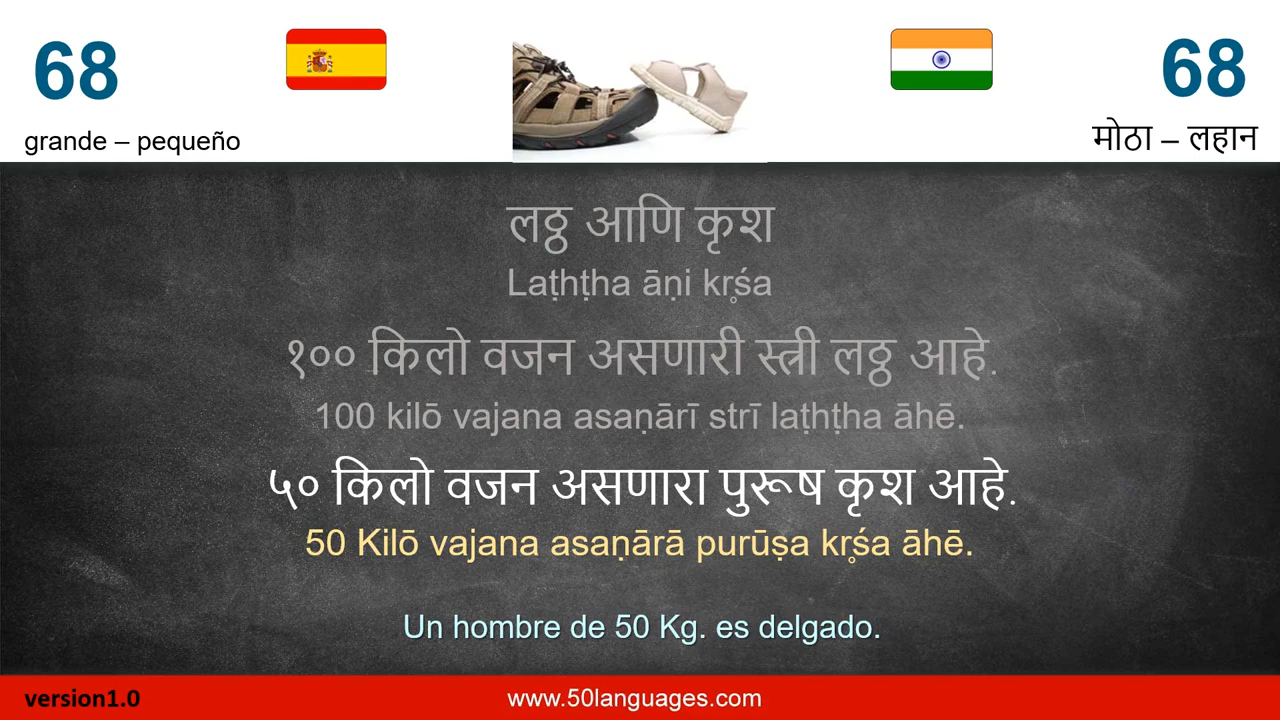 68
68
grande – pequeño
मोठा – लहान
लठ्ठ आणि कृश
Laṭhṭha āṇi kr̥śa
१०० किलो वजन असणारी स्त्री लठ्ठ आहे.
100 kilō vajana asaṇārī strī laṭhṭha āhē.
५० किलो वजन असणारा पुरूष कृश आहे.
50 Kilō vajana asaṇārā purūṣa kr̥śa āhē.
Un hombre de 50 Kg. es delgado.
version1.0
www.50languages.com